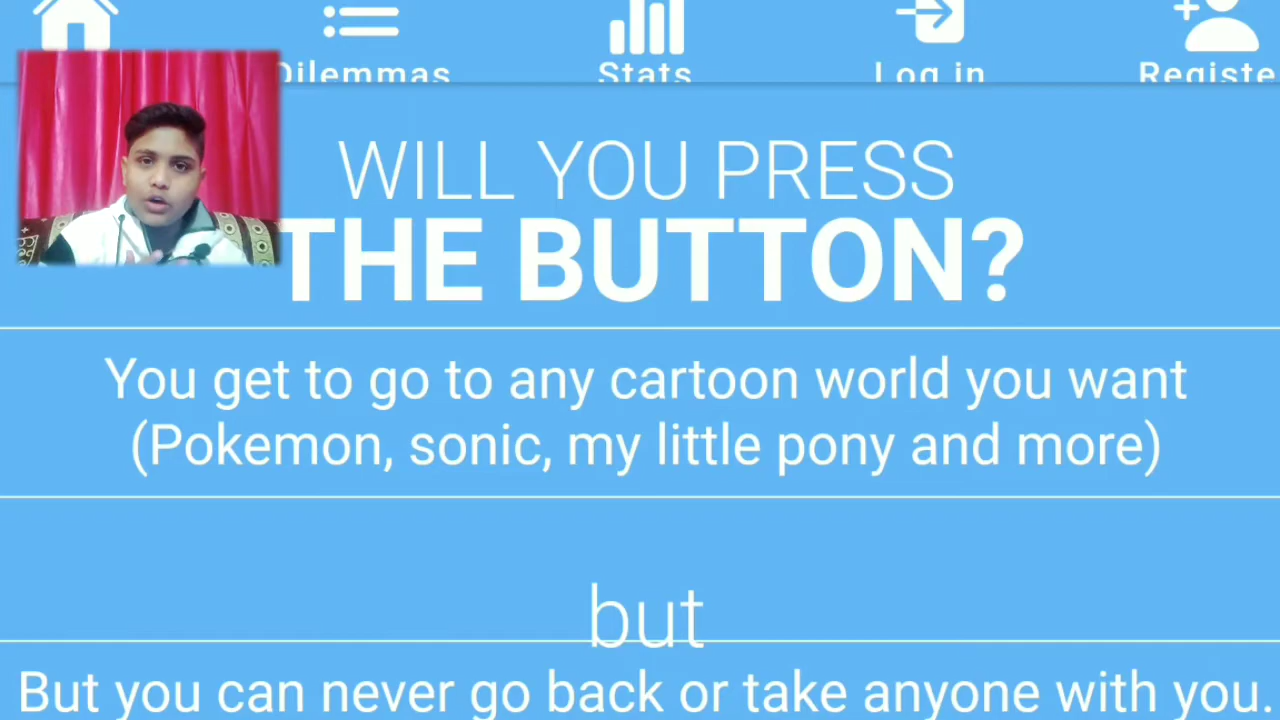 Dilemmas
Stats
Log in
Registe
WILL YOU PRESS
THE BUTTON?
You get to go to any cartoon world you want
(Pokemon, sonic, my little pony and more)
but
But you can never go back or take anyone with you.